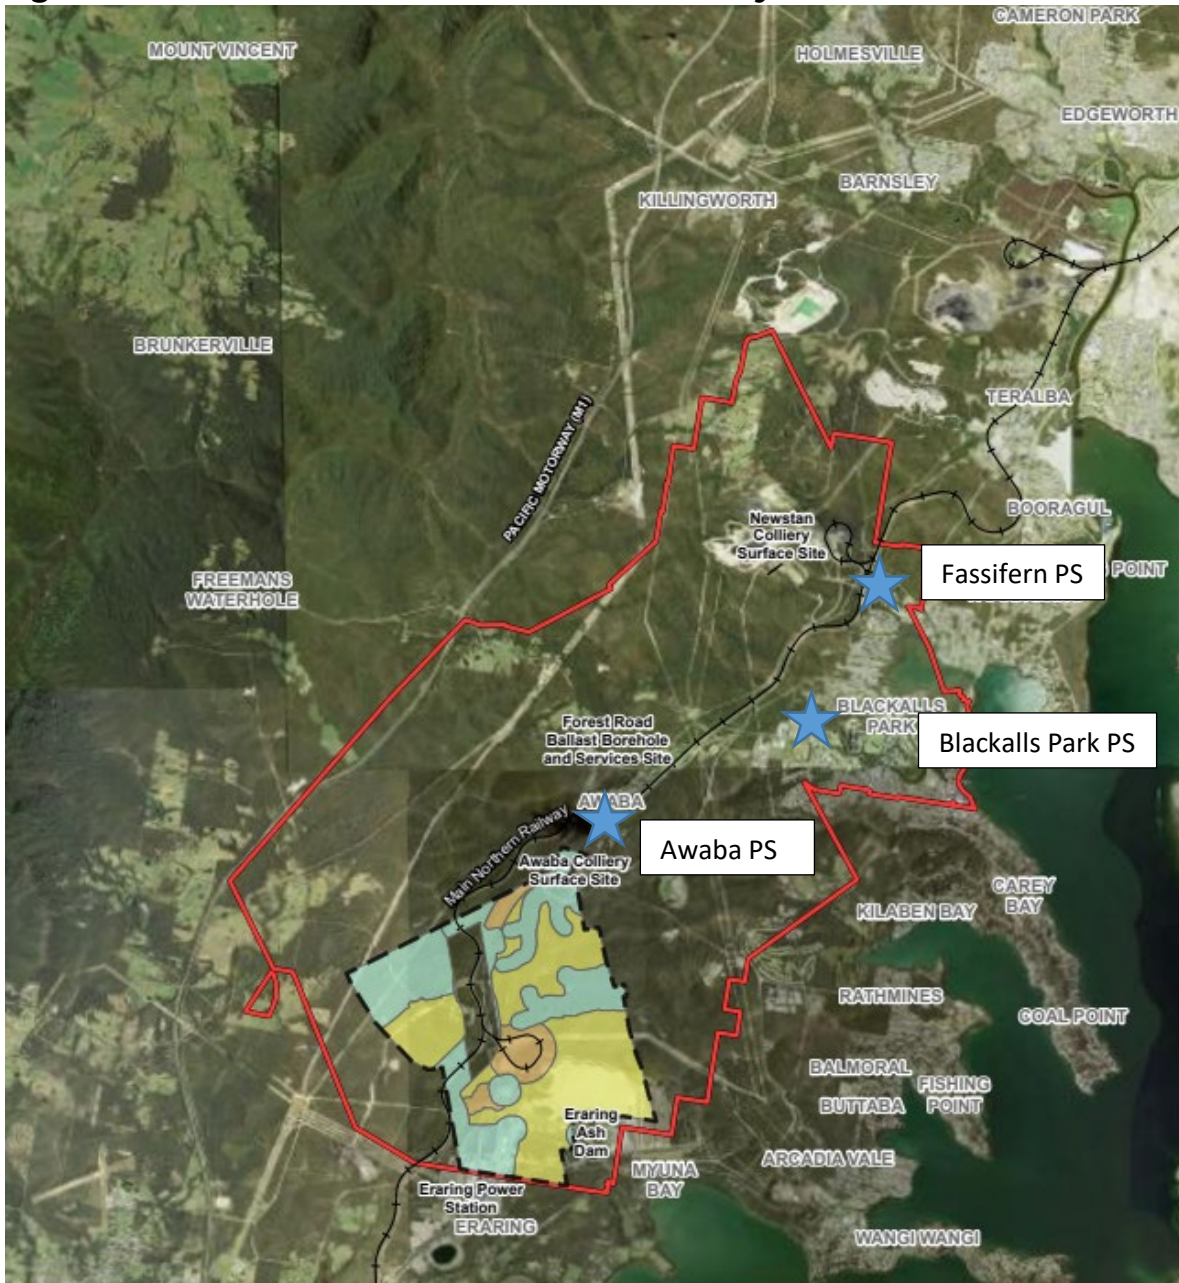 CAMERON PARK
MOUNT VINCENT
HOLMESVILLE
EDGEWORTH
BARNSLEY
KILLINGWORTH
BRUNKERVILLE
TERALBA
PACIFIC MOTORWAY (M1)
BOORAGUL
Newstan
Colliery
Surface Site
Fassifern PS
POINT
FREEMANS
WATERHOLE
BLACKALLS
PARK
Forest Road
Ballast Borehole
and Services Site
Blackalls Park PS
AWABA
Main Northern Railway
Awaba PS
Awaba Colliery
Surface Site
CAREY
BAY
KILABEN BAY
RATHMINES
COAL POINT
BALMORAL
FISHING
POINT
BUTTABA
Eraring
Ash
Dam
ARCADIA VALE
MYUNA
BAY
Eraring Power
Station
ERARING
WANGI WANGI